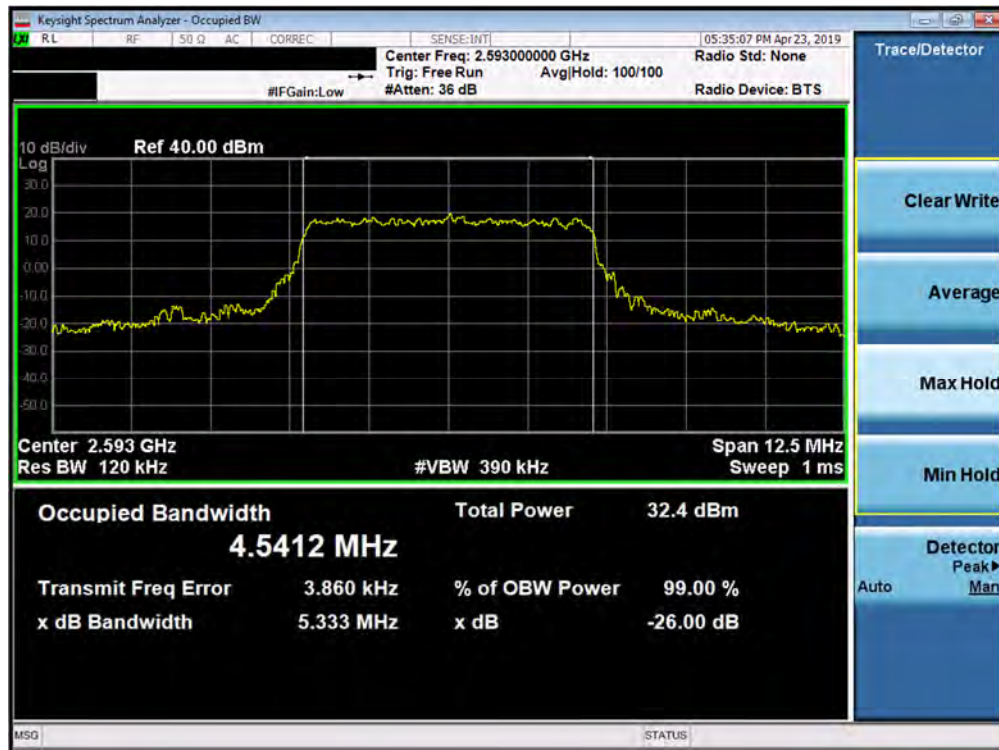 Keysight Spectrum Analyzer - Occupied BW
LXI RL RF 50 Ω AC CORREC SENSE:INT 05:35:07 PM Apr 23, 2019
Center Freq: 2.593000000 GHz Radio Std: None
Trig: Free Run Avg|Hold: 100/100
#IFGain:Low #Atten: 36 dB Radio Device: BTS
Trace/Detector
10 dB/div Ref 40.00 dBm
Log
30.0
20.0
10.0
0.00
-10.0
-20.0
-30.0
-40.0
-50.0
Center 2.593 GHz Span 12.5 MHz
Res BW 120 kHz #VBW 390 kHz Sweep 1 ms
Occupied Bandwidth Total Power 32.4 dBm
4.5412 MHz
Transmit Freq Error 3.860 kHz % of OBW Power 99.00 %
x dB Bandwidth 5.333 MHz x dB -26.00 dB
Clear Write
Average
Max Hold
Min Hold
Detector
Peak▶
Auto Man
MSG STATUS